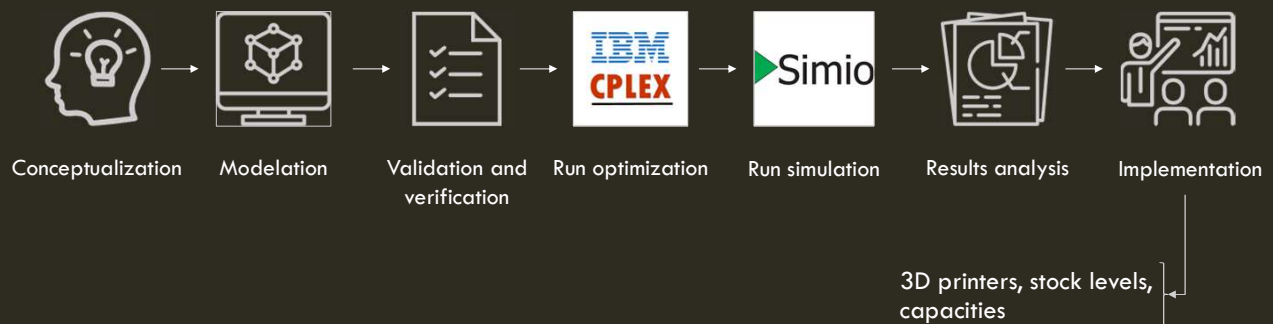 IBM
CPLEX
Simio
Conceptualization
Modelation
Validation and
verification
Run optimization
Run simulation
Results analysis
Implementation
3D printers, stock levels,
capacities